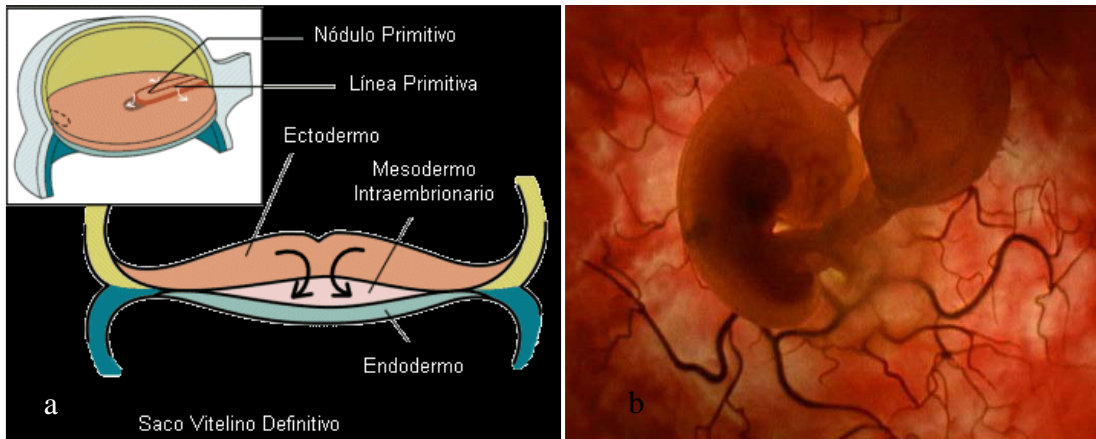 Nódulo Primitivo
Línea Primitiva
Ectodermo
Mesodermo
Intraembrionario
Endodermo
a
Saco Vitelino Definitivo
b